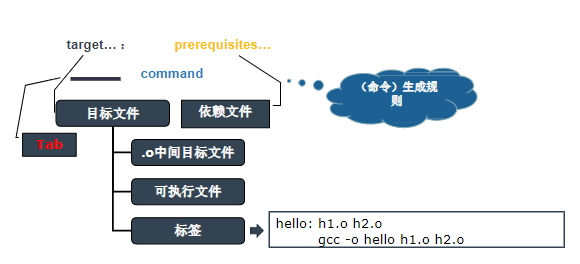 target… :
prerequisites…
command
（命令）生成规
则
目标文件
依赖文件
Tab
.o中间目标文件
可执行文件
标签
hello: h1.o h2.o
gcc -o hello h1.o h2.o